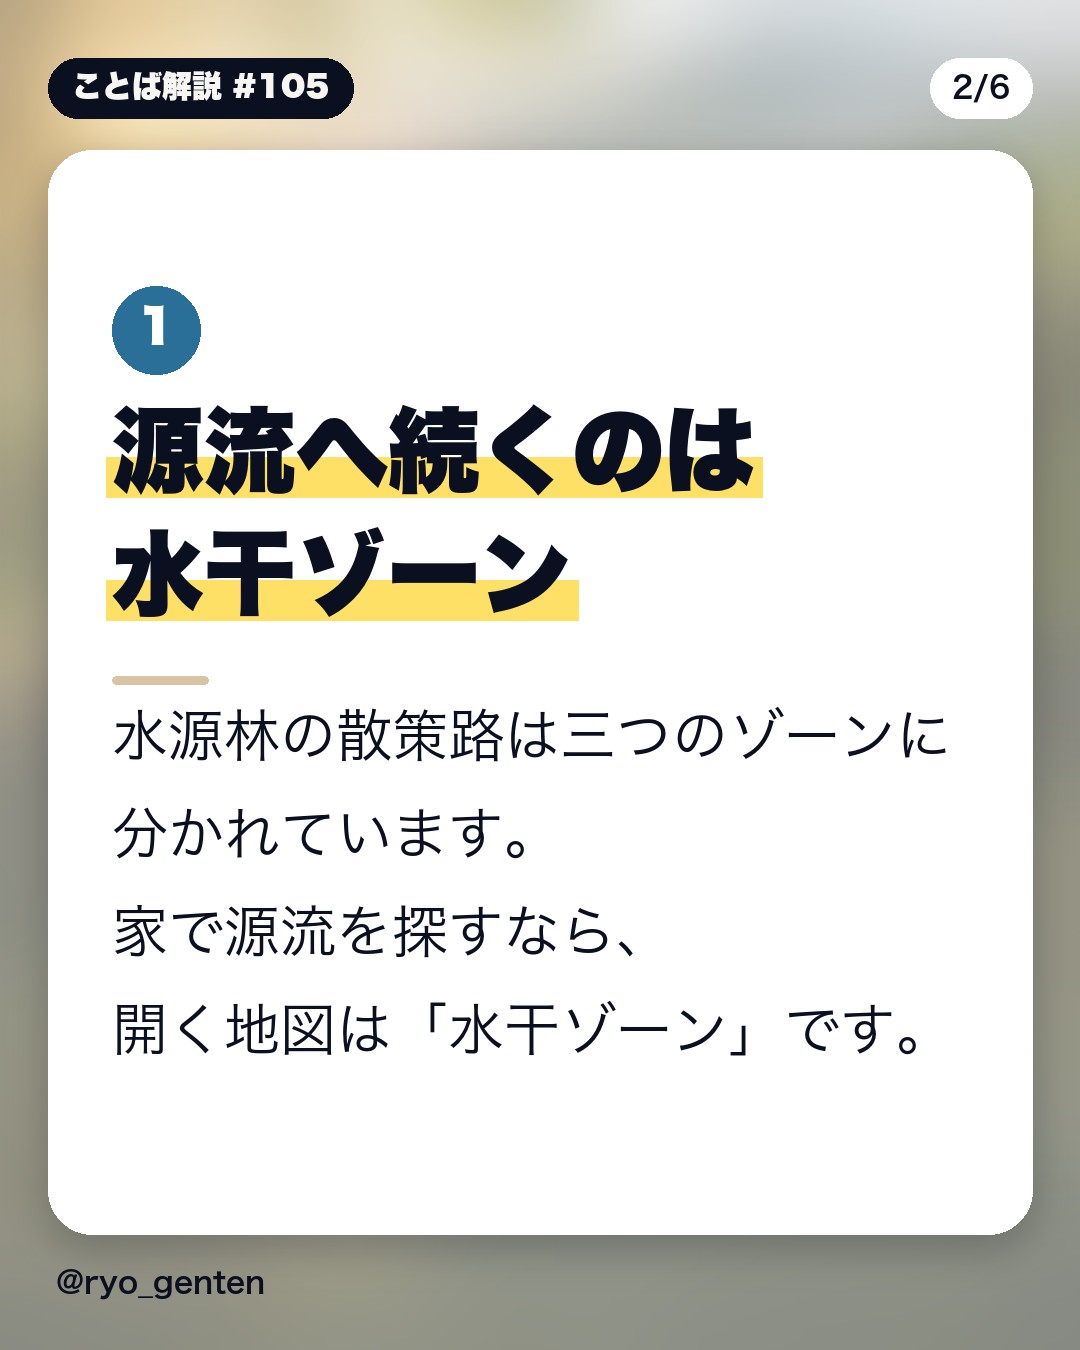 ことば解説 #105
2/6
1
源流へ続くのは
水干ゾーン
水源林の散策路は三つのゾーンに
分かれています。
家で源流を探すなら、
開く地図は「水干ゾーン」です。
@ryo_genten